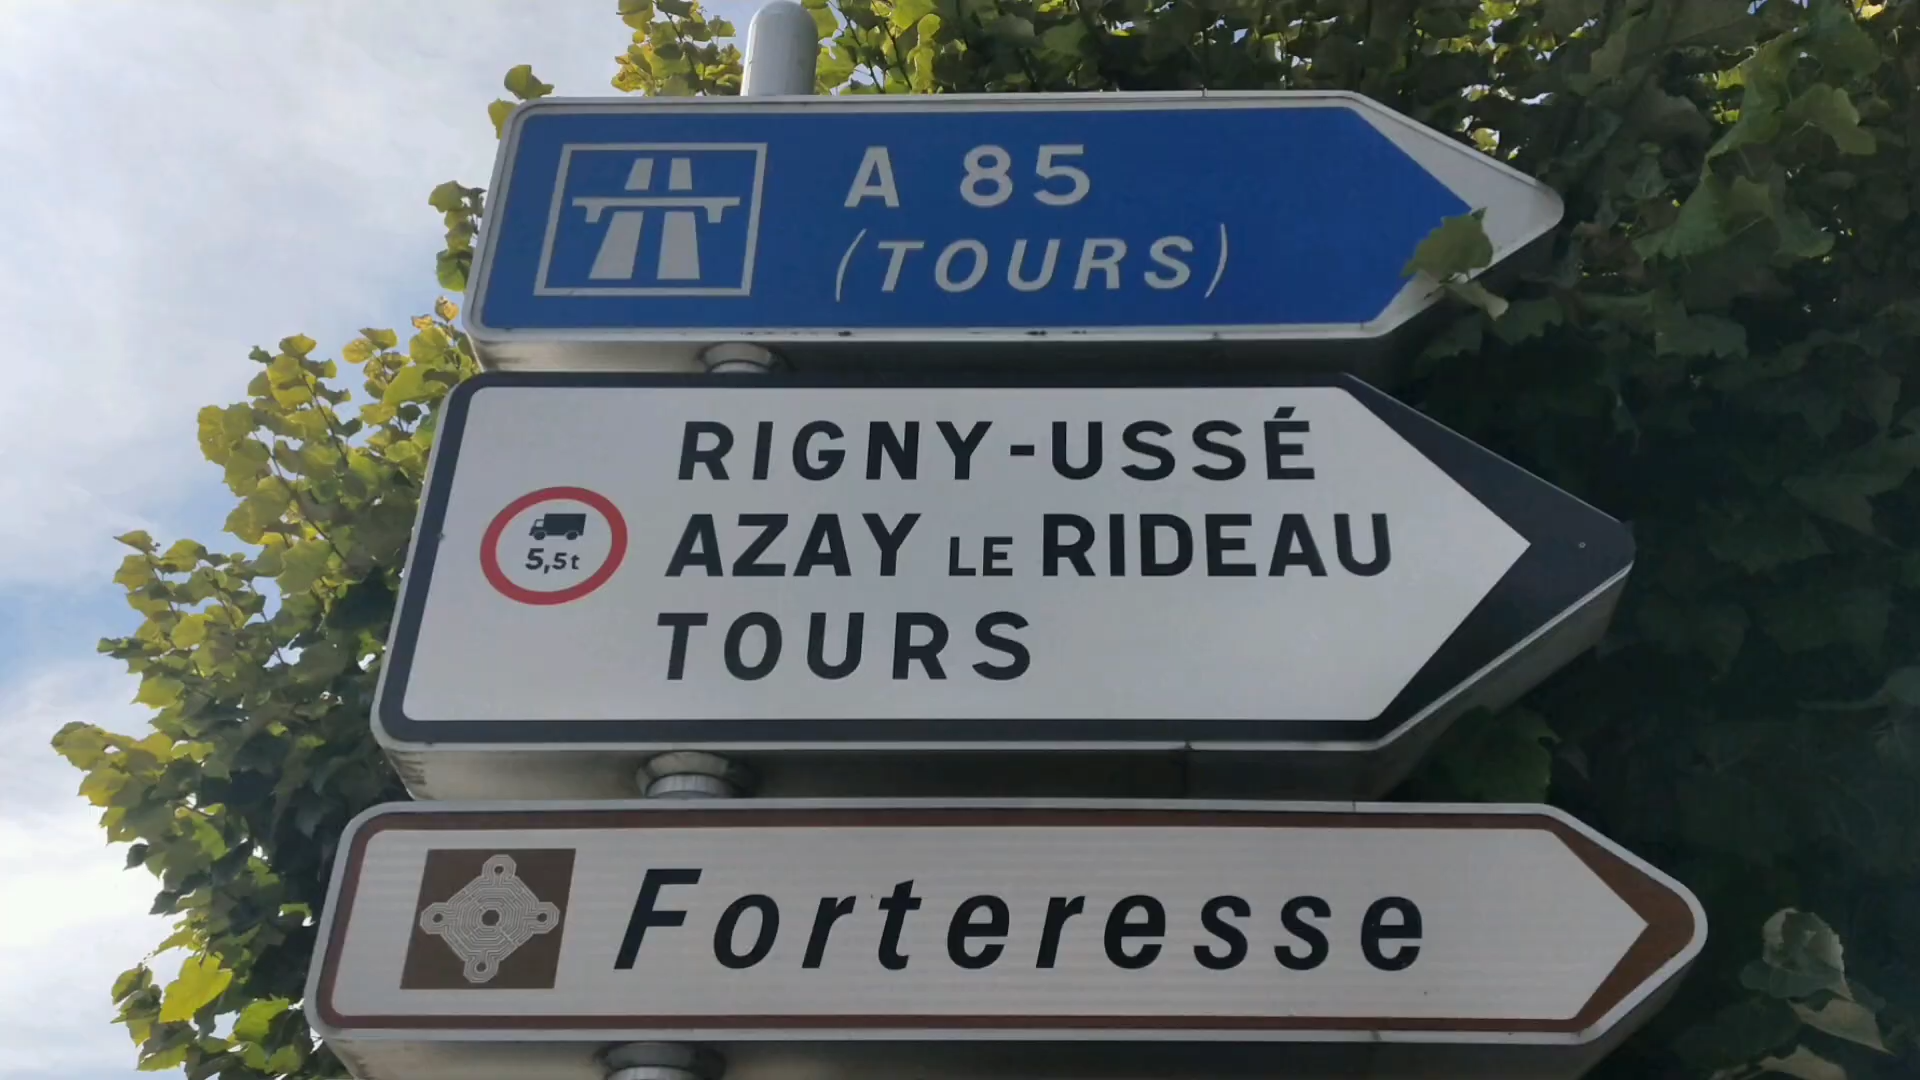 A 85
(TOURS)
RIGNY-USSÉ
5,5t
AZAY LE RIDEAU
TOURS
Forteresse